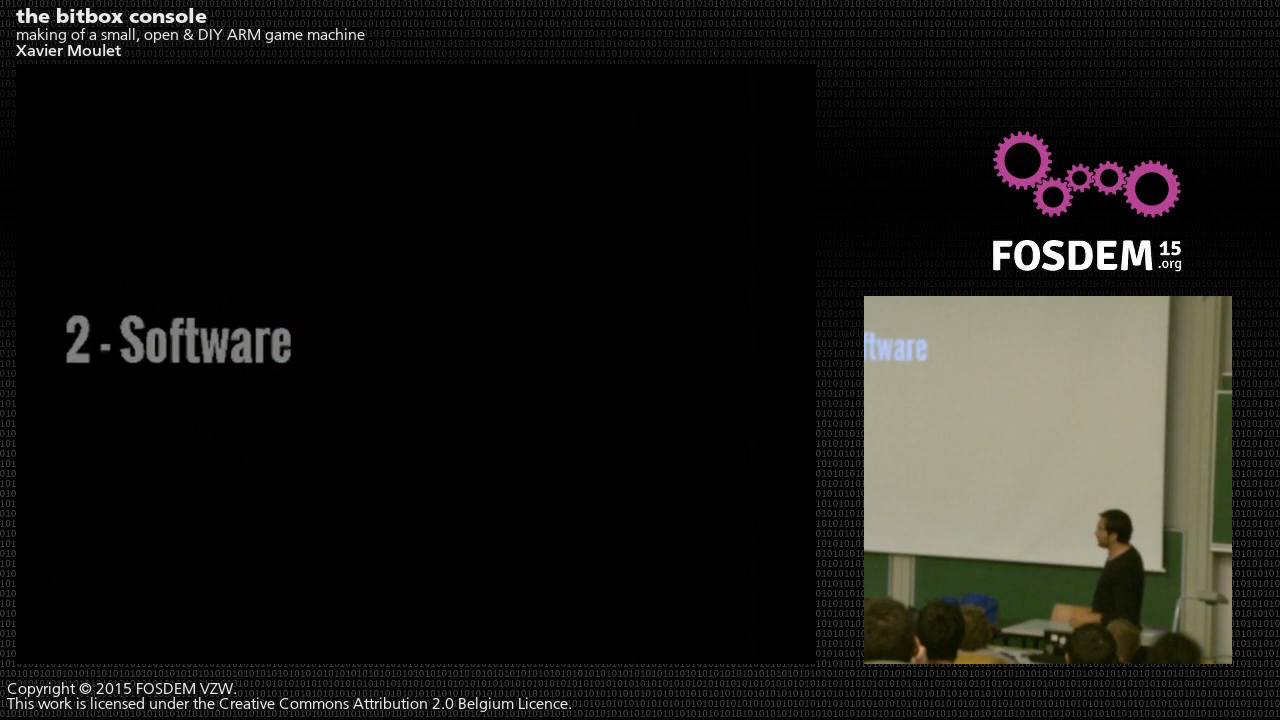 the bitbox console
making of a small, open & DIY ARM game machine
Xavier Moulet
2 - Software
FOSDEM 15
.org
ftware
Copyright © 2015 FOSDEM VZW.
This work is licensed under the Creative Commons Attribution 2.0 Belgium Licence.